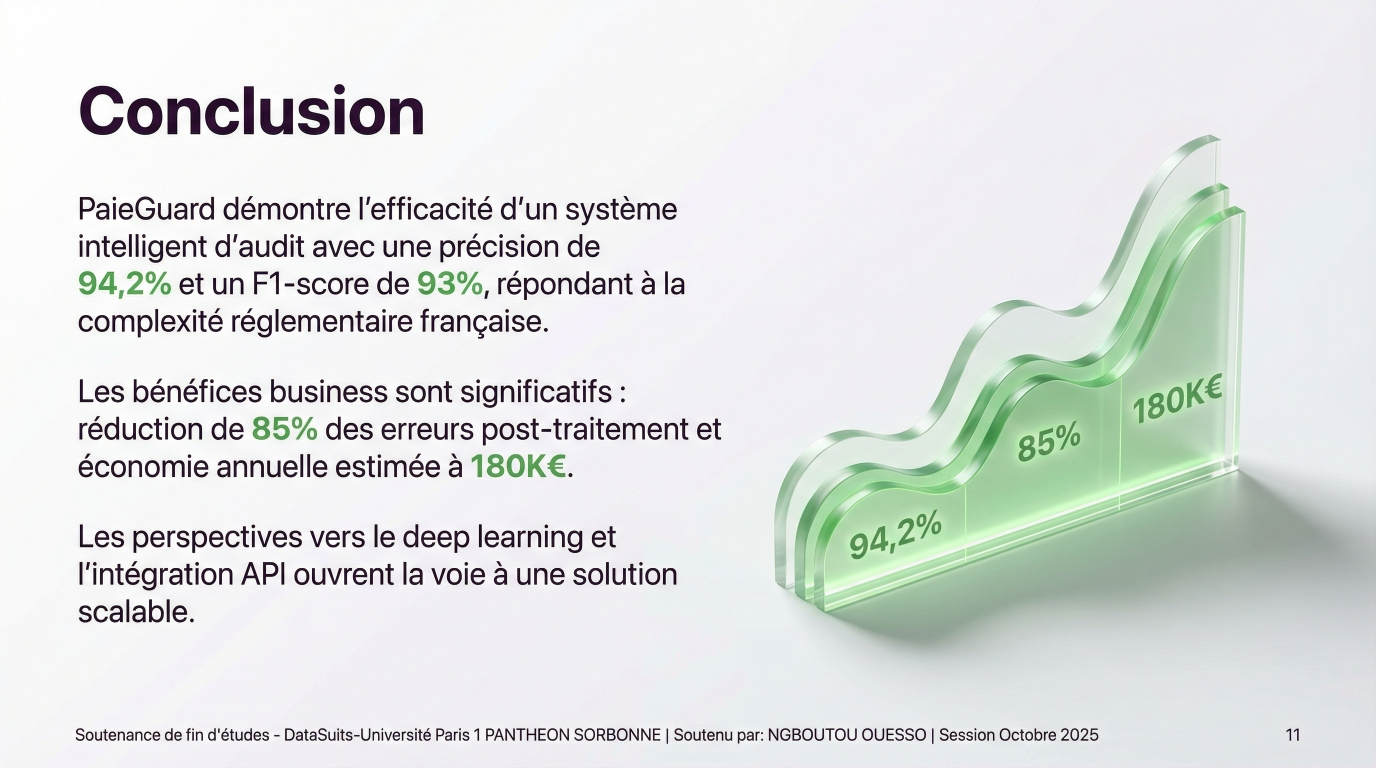 Conclusion
PaieGuard démontre l’efficacité d’un système
intelligent d’audit avec une précision de
94,2% et un F1-score de 93%, répondant à la
complexité réglementaire française.
Les bénéfices business sont significatifs :
réduction de 85% des erreurs post-traitement et
économie annuelle estimée à 180K€.
Les perspectives vers le deep learning et
l’intégration API ouvrent la voie à une solution
scalable.
94,2%
85%
180K€
Soutenance de fin d'études - DataSuits-Université Paris 1 PANTHEON SORBONNE | Soutenu par: NGBOUTOU OUESSO | Session Octobre 2025
11